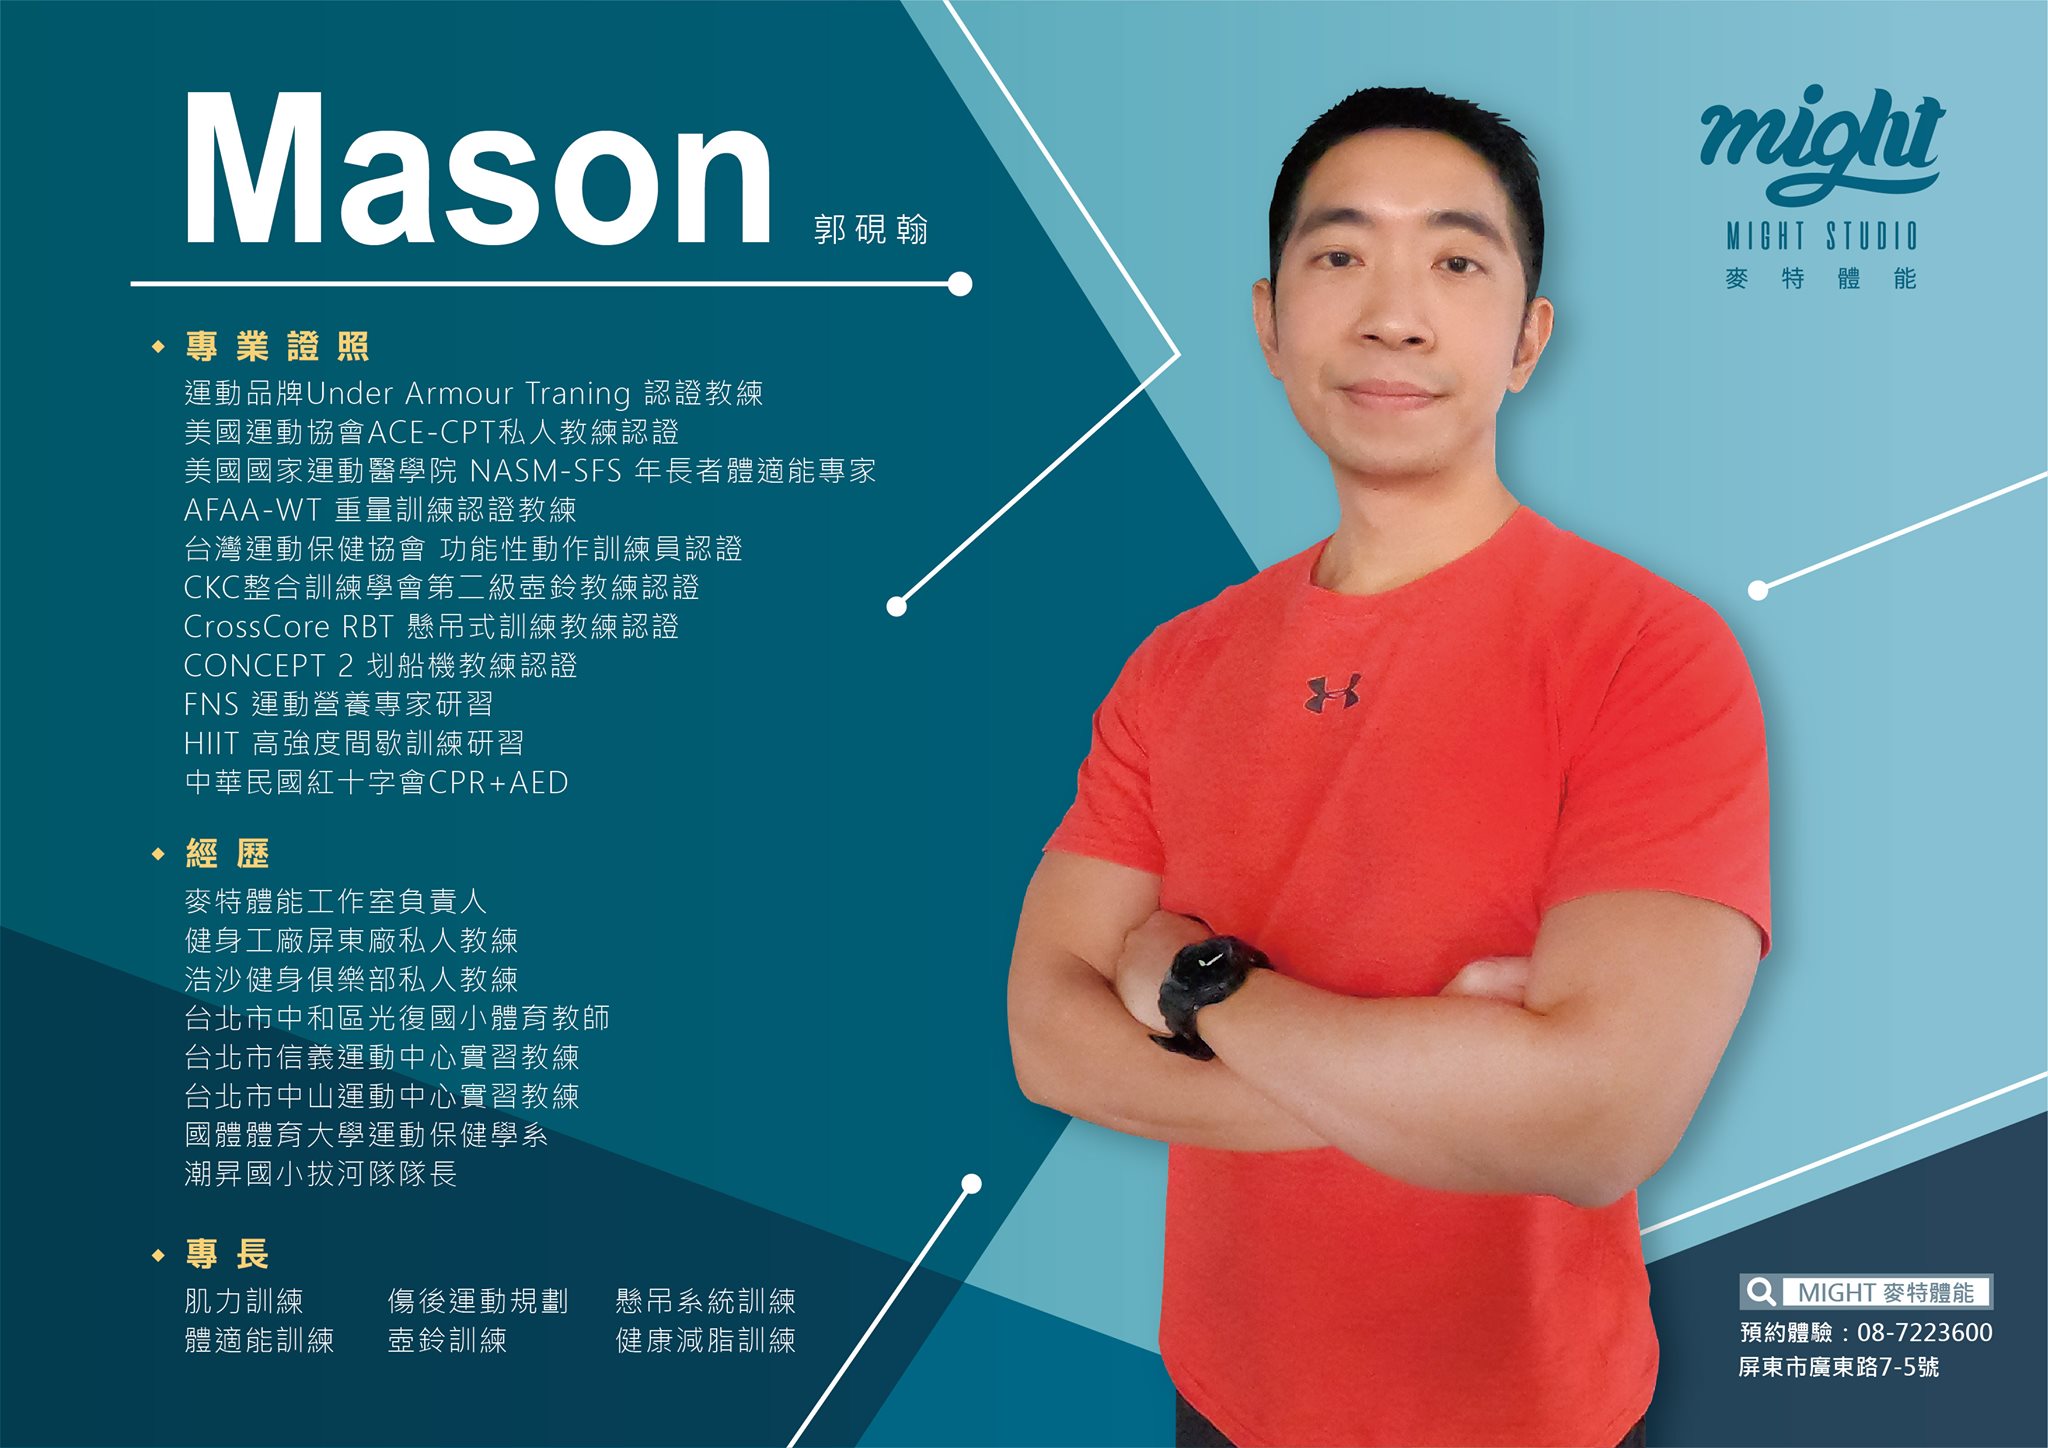 Mason
郭硯翰
might
MIGHT STUDIO
麥特體能
專業證照
運動品牌Under Armour Traning 認證教練
美國運動協會ACE-CPT私人教練認證
美國國家運動醫學院 NASM-SFS 年長者體適能專家
AFAA-WT 重量訓練認證教練
台灣運動保健協會 功能性動作訓練員認證
CKC整合訓練學會第二級壺鈴教練認證
CrossCore RBT 懸吊式訓練教練認證
CONCEPT 2 划船機教練認證
FNS 運動營養專家研習
HIIT 高強度間歇訓練研習
中華民國紅十字會CPR+AED
經歷
麥特體能工作室負責人
健身工廠屏東廠私人教練
浩沙健身俱樂部私人教練
台北市中和區光復國小體育教師
台北市信義運動中心實習教練
台北市中山運動中心實習教練
國體體育大學運動保健學系
潮昇國小拔河隊隊長
專長
肌力訓練 傷後運動規劃 懸吊系統訓練
體適能訓練 壺鈴訓練 健康減脂訓練
MIGHT 麥特體能
預約體驗：08-7223600
屏東市廣東路7-5號